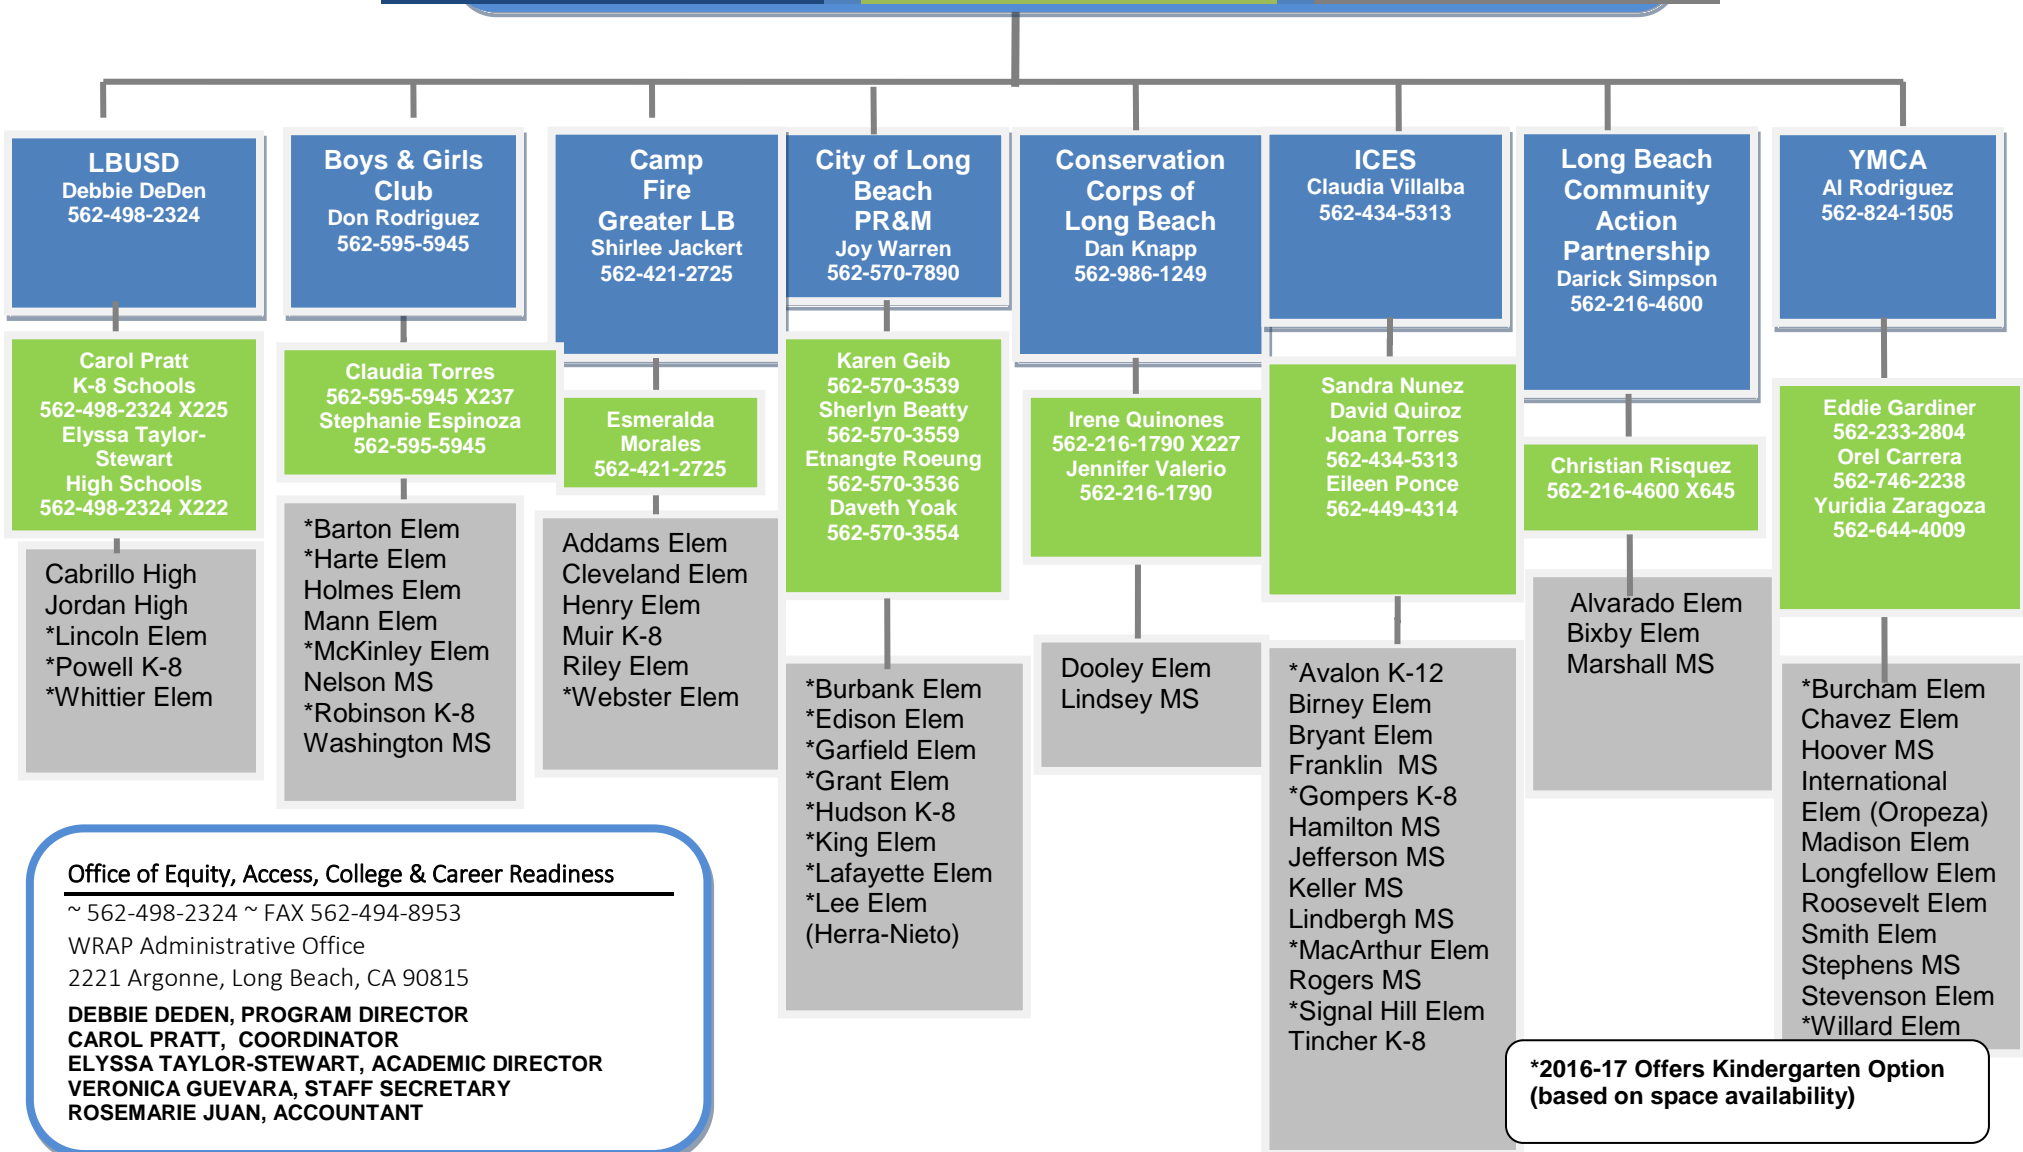 LBUSD
Debbie DeDen
562-498-2324
Carol Pratt
K-8 Schools
562-498-2324 X225
Elyssa Taylor-
Stewart
High Schools
562-498-2324 X222
Cabrillo High
Jordan High
*Lincoln Elem
*Powell K-8
*Whittier Elem
Boys & Girls
Club
Don Rodriguez
562-595-5945
Claudia Torres
562-595-5945 X237
Stephanie Espinoza
562-595-5945
*Barton Elem
*Harte Elem
Holmes Elem
Mann Elem
*McKinley Elem
Nelson MS
*Robinson K-8
Washington MS
Camp
Fire
Greater LB
Shirlee Jackert
562-421-2725
Esmeralda
Morales
562-421-2725
Addams Elem
Cleveland Elem
Henry Elem
Muir K-8
Riley Elem
*Webster Elem
City of Long
Beach
PR&M
Joy Warren
562-570-7890
Karen Geib
562-570-3539
Sherlyn Beatty
562-570-3559
Etnangte Roeung
562-570-3536
Daveth Yoak
562-570-3554
*Burbank Elem
*Edison Elem
*Garfield Elem
*Grant Elem
*Hudson K-8
*King Elem
*Lafayette Elem
*Lee Elem
(Herra-Nieto)
Conservation
Corps of
Long Beach
Dan Knapp
562-986-1249
Irene Quinones
562-216-1790 X227
Jennifer Valerio
562-216-1790
Dooley Elem
Lindsey MS
ICES
Claudia Villalba
562-434-5313
Sandra Nunez
David Quiroz
Joana Torres
562-434-5313
Eileen Ponce
562-449-4314
*Avalon K-12
Birney Elem
Bryant Elem
Franklin  MS
*Gompers K-8
Hamilton MS
Jefferson MS
Keller MS
Lindbergh MS
*MacArthur Elem
Rogers MS
*Signal Hill Elem
Tincher K-8
Long Beach
Community
Action
Partnership
Darick Simpson
562-216-4600
Christian Risquez
562-216-4600 X645
Alvarado Elem
Bixby Elem
Marshall MS
YMCA
Al Rodriguez
562-824-1505
Eddie Gardiner
562-233-2804
Orel Carrera
562-746-2238
Yuridia Zaragoza
562-644-4009
*Burcham Elem
Chavez Elem
Hoover MS
International
Elem (Oropeza)
Madison Elem
Longfellow Elem
Roosevelt Elem
Smith Elem
Stephens MS
Stevenson Elem
*Willard Elem
Office of Equity, Access, College & Career Readiness
~ 562-498-2324 ~ FAX 562-494-8953
WRAP Administrative Office
2221 Argonne, Long Beach, CA 90815
DEBBIE DEDEN, PROGRAM DIRECTOR
CAROL PRATT,  COORDINATOR
ELYSSA TAYLOR-STEWART, ACADEMIC DIRECTOR
VERONICA GUEVARA, STAFF SECRETARY
ROSEMARIE JUAN, ACCOUNTANT
*2016-17 Offers Kindergarten Option
(based on space availability)